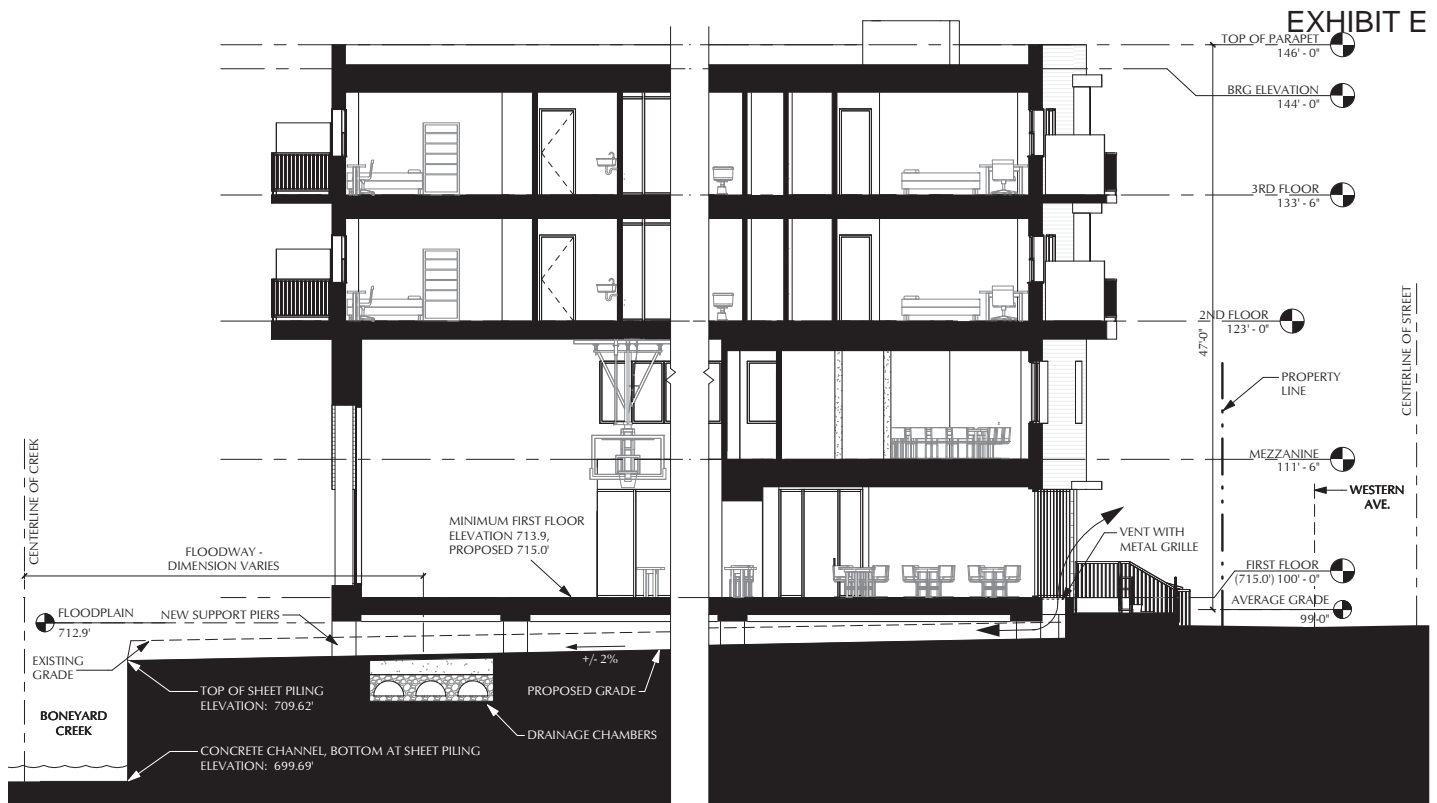 EXHIBIT E
TOP OF PARAPET
146' - 0"
BRG ELEVATION
144' - 0"
3RD FLOOR
133' - 6"
2ND FLOOR
123' - 0"
47'-0"
CENTERLINE OF STREET
PROPERTY
LINE
MEZZANINE
111' - 6"
WESTERN
AVE.
VENT WITH
METAL GRILLE
FIRST FLOOR
(715.0') 100' - 0"
AVERAGE GRADE
99'-0"
CENTERLINE OF CREEK
MINIMUM FIRST FLOOR
ELEVATION 713.9,
PROPOSED 715.0'
FLOODWAY -
DIMENSION VARIES
FLOODPLAIN
712.9'
NEW SUPPORT PIERS
EXISTING
GRADE
+/- 2%
TOP OF SHEET PILING
ELEVATION: 709.62'
PROPOSED GRADE
BONEYARD
CREEK
DRAINAGE CHAMBERS
CONCRETE CHANNEL, BOTTOM AT SHEET PILING
ELEVATION: 699.69'